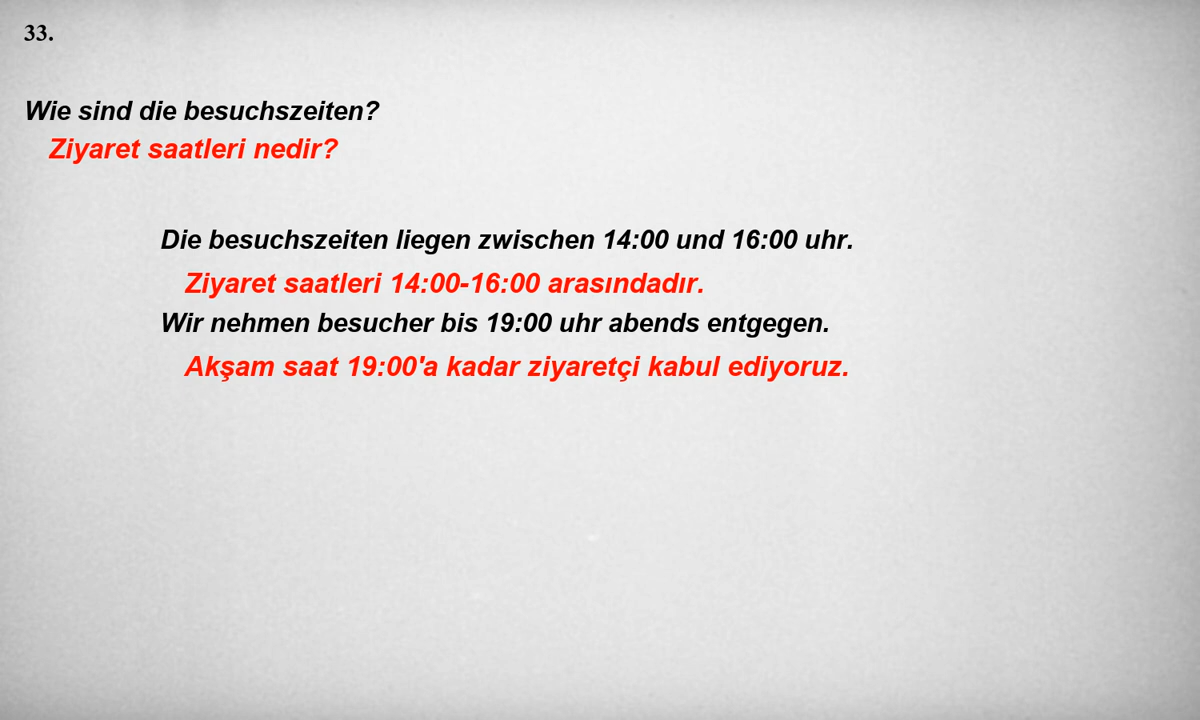 33.
Wie sind die besuchszeiten?
Ziyaret saatleri nedir?
Die besuchszeiten liegen zwischen 14:00 und 16:00 uhr.
Ziyaret saatleri 14:00-16:00 arasındadır.
Wir nehmen besucher bis 19:00 uhr abends entgegen.
Akşam saat 19:00'a kadar ziyaretçi kabul ediyoruz.